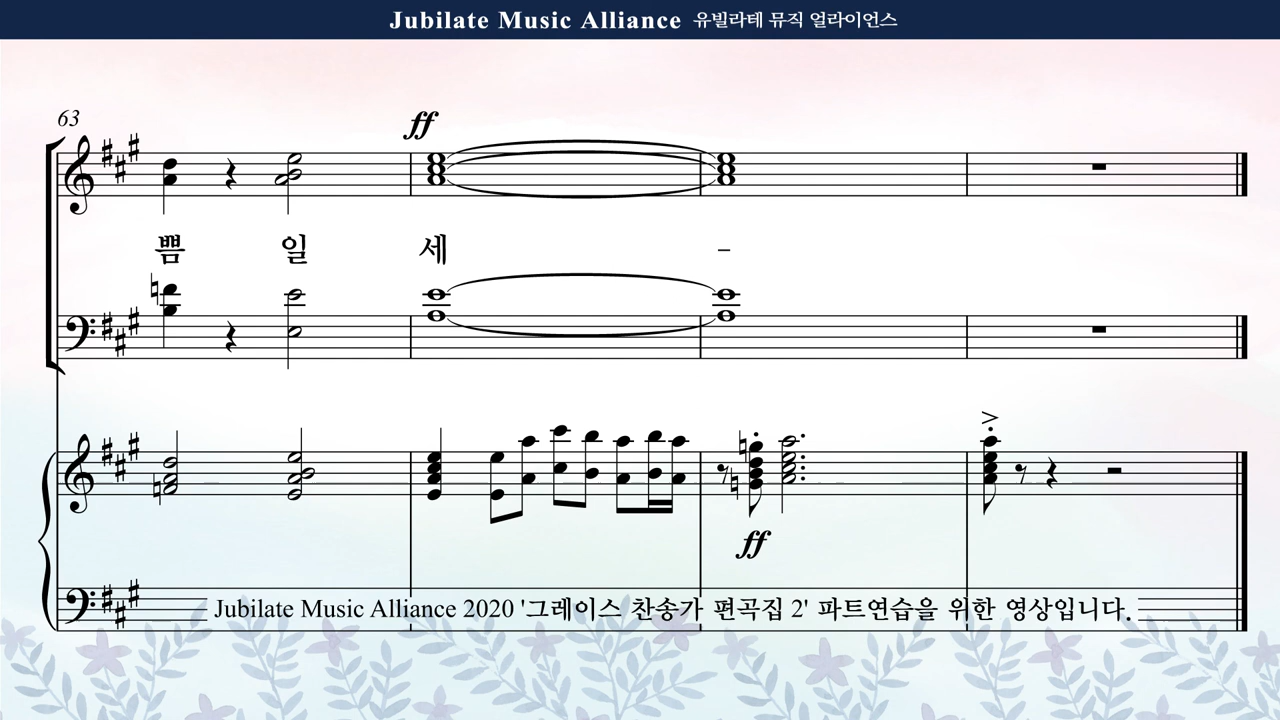 Jubilate Music Alliance 유빌라테 뮤직 얼라이언스
63
ff
쁨 일 세 -
ff
Jubilate Music Alliance 2020 '그레이스 찬송가 편곡집 2' 파트연습을 위한 영상입니다.